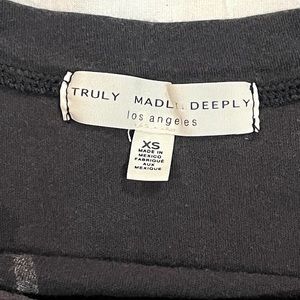 TRULY MADLY DEEPLY
los angeles
XS
MADE IN
MEXICO
FABRIQUÉ
AUX
MEXIQUE